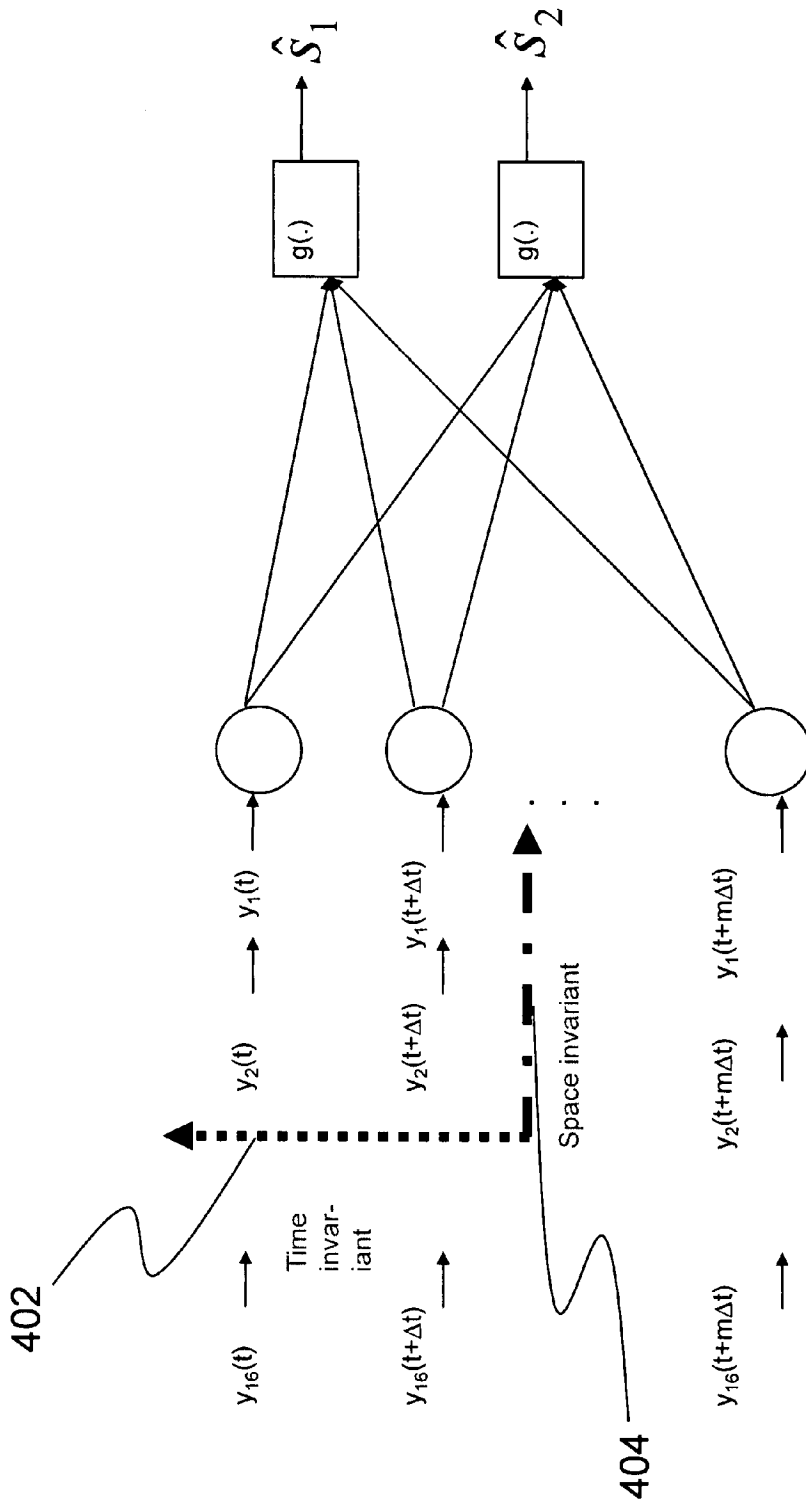 402
y₁₆(t)
y₂(t)
y₁(t)
g(.)
Ŝ₁
Time
invar-
iant
y₁₆(t+Δt)
y₂(t+Δt)
y₁(t+Δt)
g(.)
Ŝ₂
Space invariant
. . .
404
y₁₆(t+mΔt)
y₂(t+mΔt)
y₁(t+mΔt)